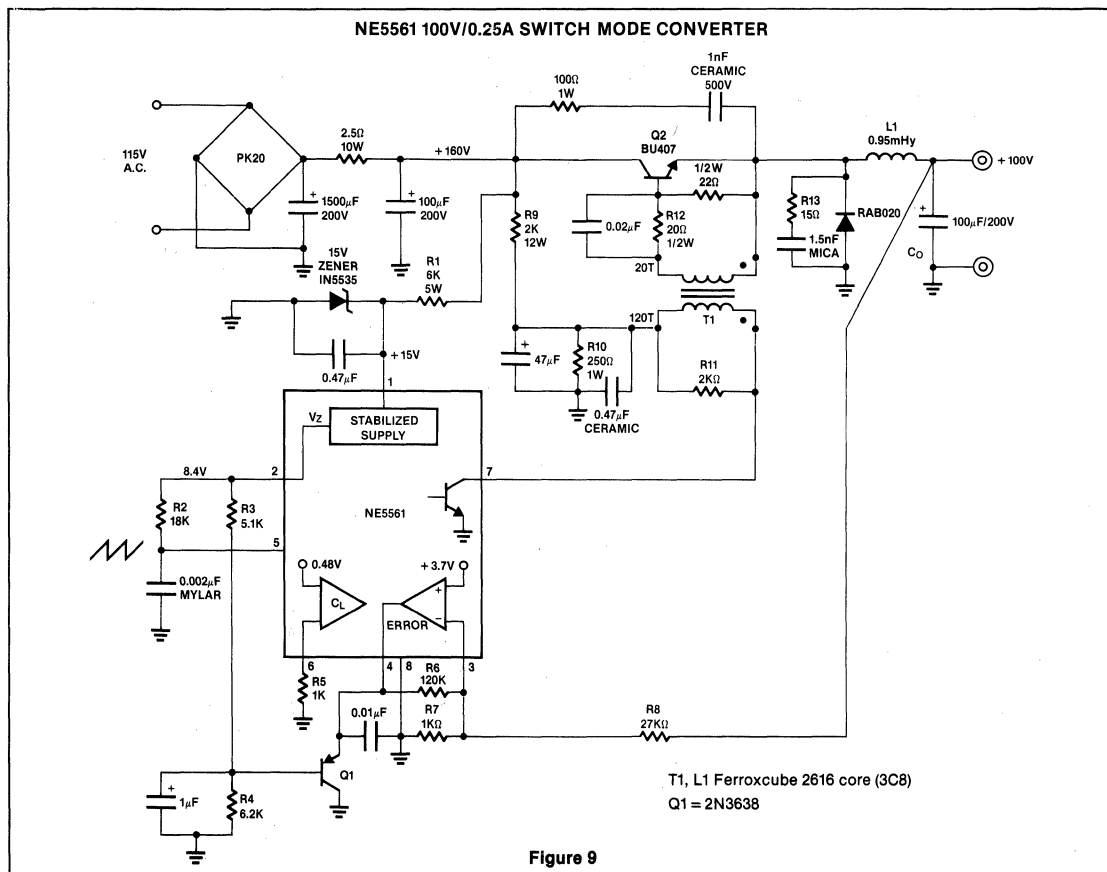 NE5561 100V/0.25A SWITCH MODE CONVERTER
1nF
CERAMIC
500V
100Ω
1W
115V
A.C.
PK20
2.5Ω
10W
+160V
Q2
BU407
1/2W
22Ω
L1
0.95mHy
+100V
+
1500μF
200V
+
100μF
200V
R9
2K
12W
0.02μF
R12
20Ω
1/2W
R13
15Ω
RAB020
1.5nF
MICA
+
100μF/200V
CO
15V
ZENER
IN5535
R1
6K
5W
20T
120T
T1
+15V
0.47μF
+
47μF
R10
250Ω
1W
0.47μF
CERAMIC
R11
2KΩ
1
VZ
STABILIZED
SUPPLY
8.4V
2
7
R2
18K
R3
5.1K
NE5561
5
0.002μF
MYLAR
0.48V
+3.7V
CL
+
−
ERROR
6
4
8
3
R5
1K
R6
120K
0.01μF
R7
1KΩ
R8
27KΩ
Q1
+
1μF
R4
6.2K
T1, L1 Ferroxcube 2616 core (3C8)
Q1 = 2N3638
Figure 9